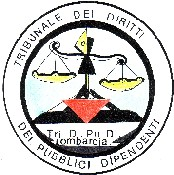 TRIBUNALE DEI DIRITTI
Tri. D. Pu. D.
lombardia
DEI PUBBLICI DIPENDENTI